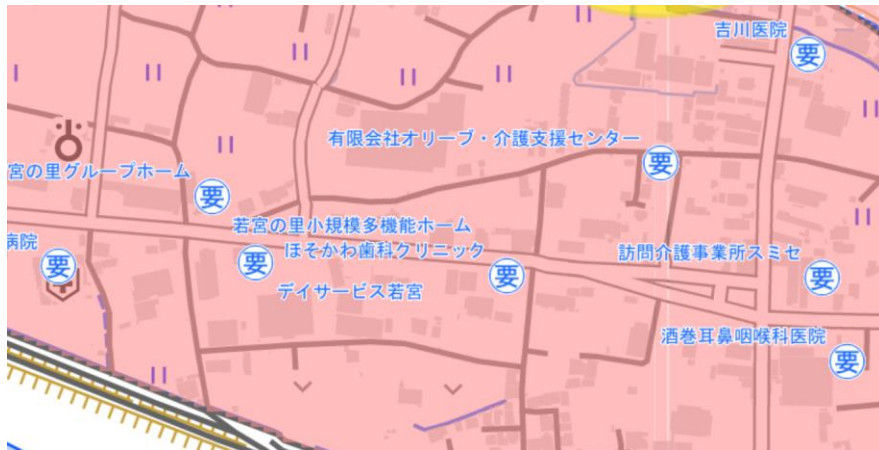 吉川医院
要
有限会社オリーブ・介護支援センター
要
宮の里グループホーム
要
若宮の里小規模多機能ホーム
病院
要
要
ほそかわ歯科クリニック
要
訪問介護事業所スミセ
要
デイサービス若宮
酒巻耳鼻咽喉科医院
要